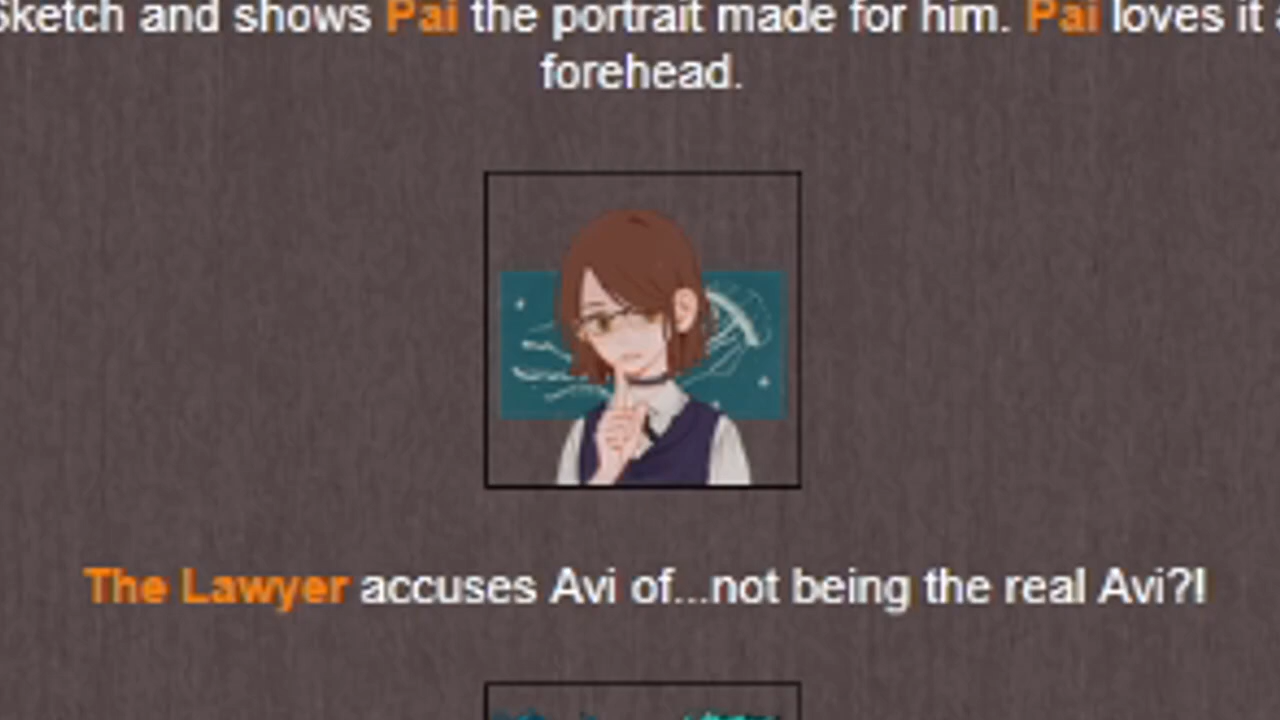 Sketch and shows Pai the portrait made for him. Pai loves it
forehead.
The Lawyer accuses Avi of...not being the real Avi?!